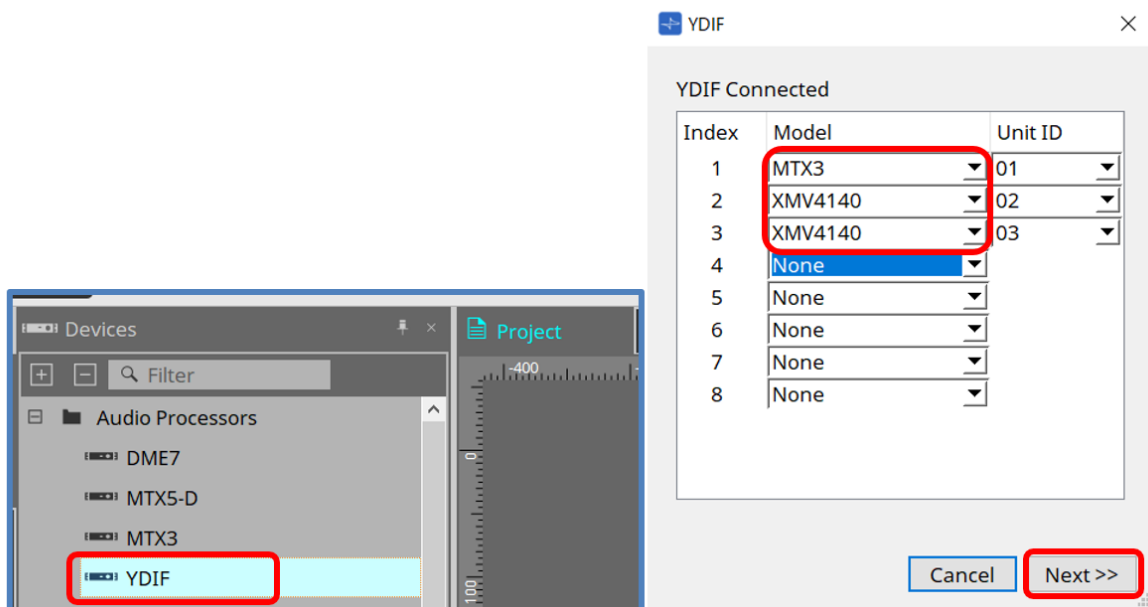 Devices
Filter
Audio Processors
DME7
MTX5-D
MTX3
YDIF
Project
-400
0
100
YDIF
YDIF Connected
Index Model Unit ID
1 MTX3 01
2 XMV4140 02
3 XMV4140 03
4 None
5 None
6 None
7 None
8 None
Cancel Next >>